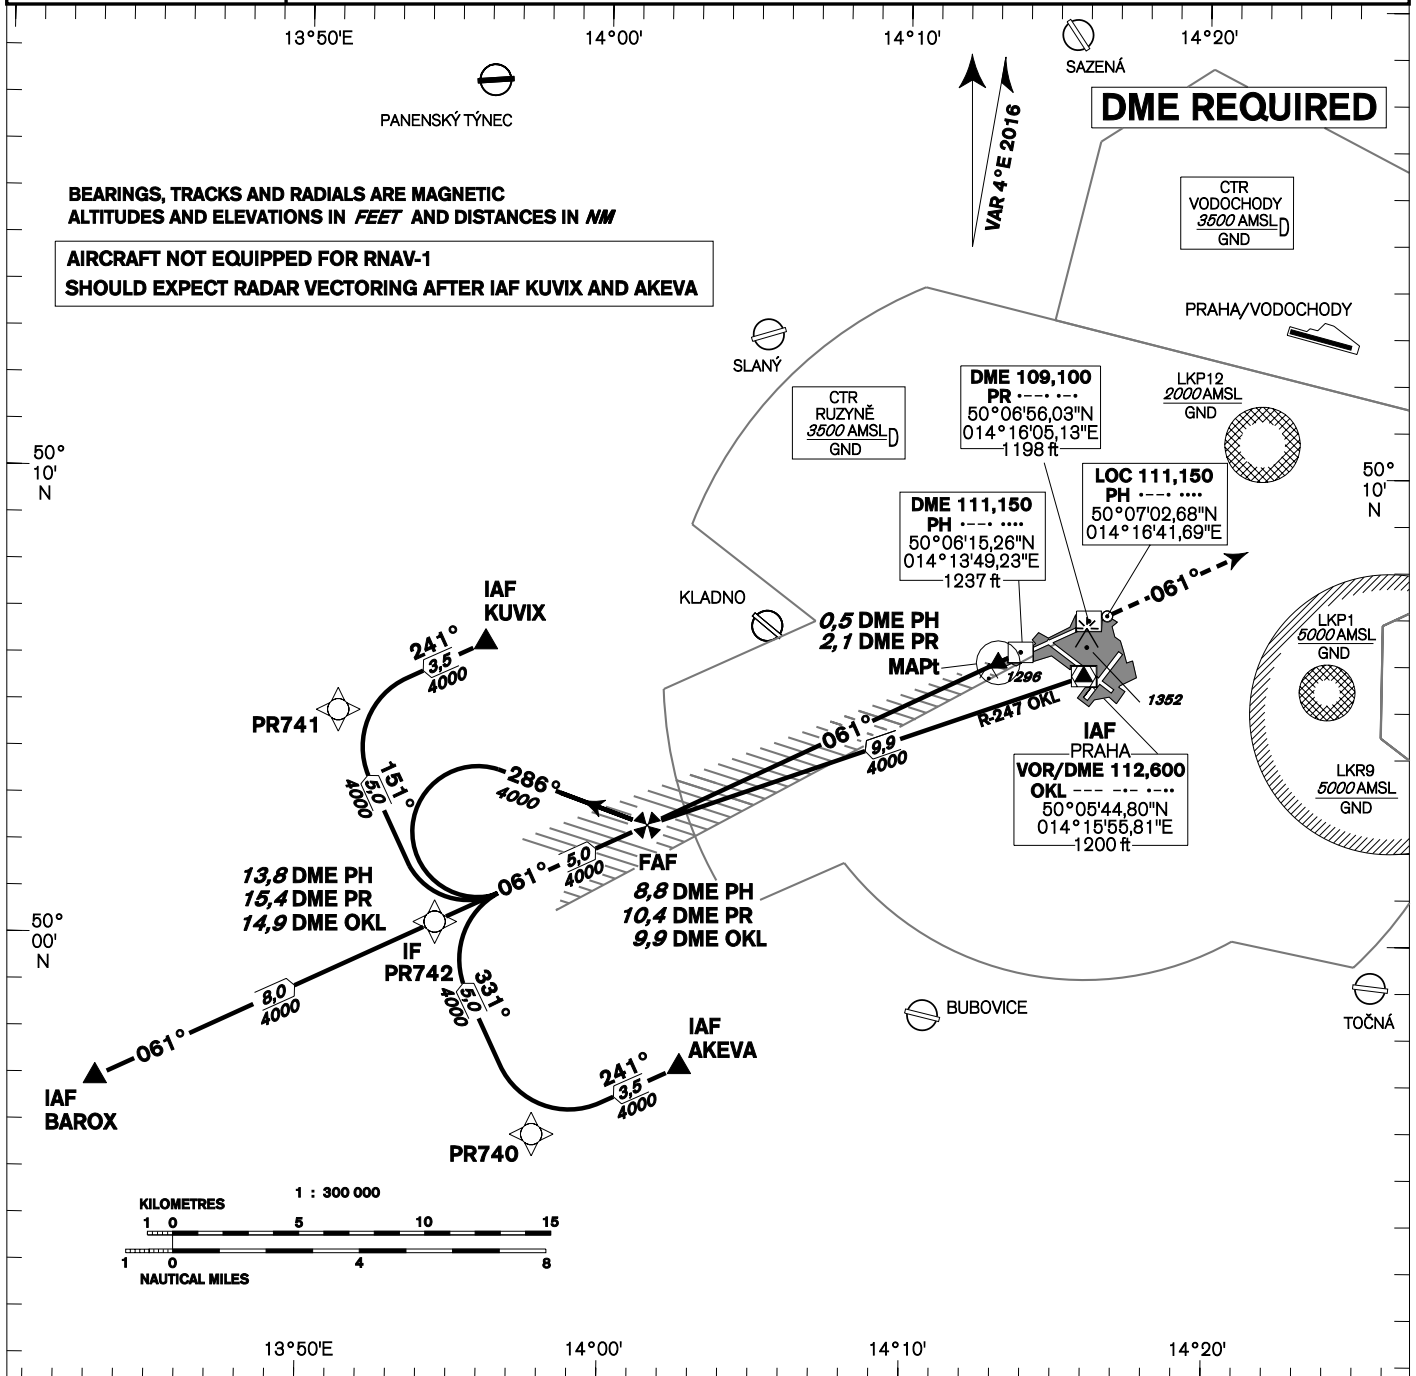 13°50'E
14°00'
14°10'
14°20'
SAZENÁ
PANENSKÝ TÝNEC
VAR 4°E 2016
DME REQUIRED
BEARINGS, TRACKS AND RADIALS ARE MAGNETIC
ALTITUDES AND ELEVATIONS IN FEET AND DISTANCES IN NM
AIRCRAFT NOT EQUIPPED FOR RNAV-1
SHOULD EXPECT RADAR VECTORING AFTER IAF KUVIX AND AKEVA
CTR
VODOCHODY
3500 AMSL D
GND
PRAHA/VODOCHODY
SLANÝ
CTR
RUZYNĚ
3500 AMSL D
GND
DME 109,100
PR ·--· ·-·
50°06'56,03"N
014°16'05,13"E
1198 ft
LKP12
2000 AMSL
GND
50°
10'
N
50°
10'
N
LOC 111,150
PH ·--· ····
50°07'02,68"N
014°16'41,69"E
DME 111,150
PH ·--· ····
50°06'15,26"N
014°13'49,23"E
1237 ft
061°
KLADNO
IAF
KUVIX
241°
3,5
4000
0,5 DME PH
2,1 DME PR
MAPt
1296
1352
LKP1
5000 AMSL
GND
PR741
061°
R-247 OKL
9,9
4000
IAF
PRAHA
VOR/DME 112,600
OKL --- -·- ·-··
50°05'44,80"N
014°15'55,81"E
1200 ft
LKR9
5000 AMSL
GND
151°
5,0
4000
286°
4000
061°
5,0
4000
FAF
8,8 DME PH
10,4 DME PR
9,9 DME OKL
13,8 DME PH
15,4 DME PR
14,9 DME OKL
50°
00'
N
IF
PR742
331°
5,0
4000
8,0
4000
061°
IAF
BAROX
BUBOVICE
TOČNÁ
IAF
AKEVA
241°
3,5
4000
PR740
1 : 300 000
KILOMETRES
1 0 5 10 15
1 0 4 8
NAUTICAL MILES
13°50'E
14°00'
14°10'
14°20'